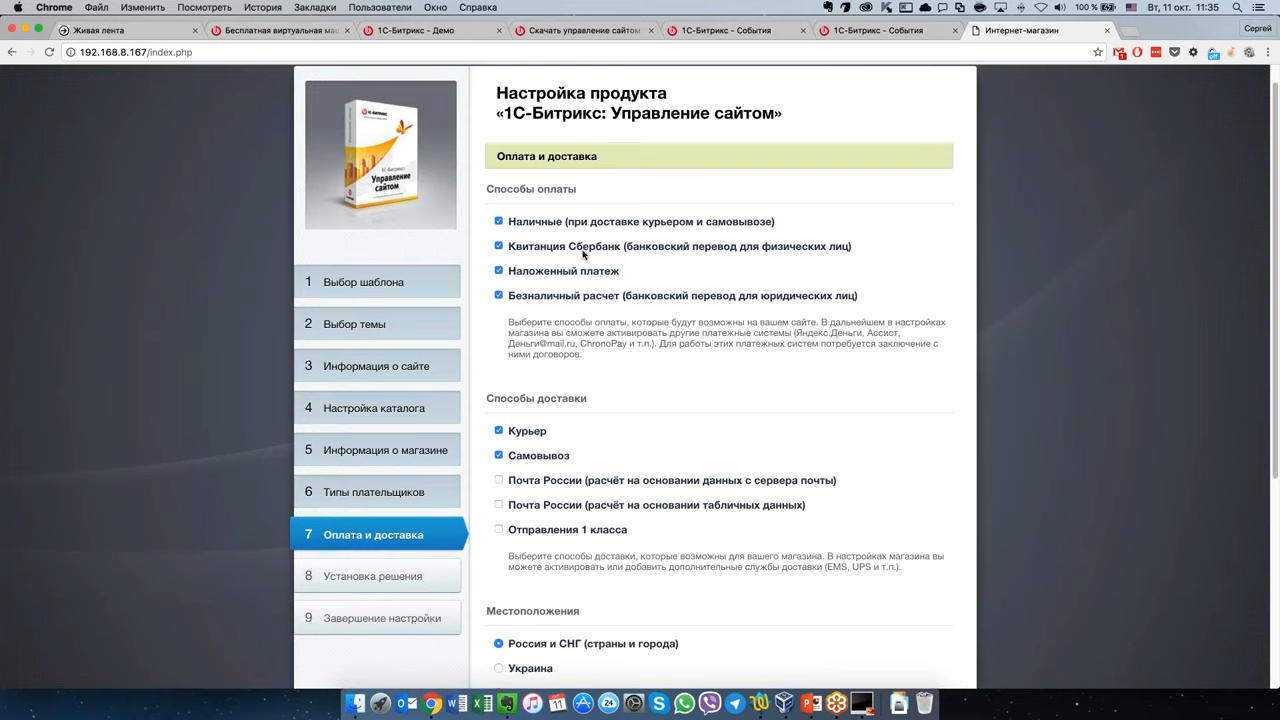 Chrome Файл Изменить Посмотреть История Закладки Пользователи Окно Справка 100 % Вт, 11 окт. 11:35
Живая лента
Бесплатная виртуальная маш
1С-Битрикс - Демо
Скачать управление сайтом
1С-Битрикс - События
1С-Битрикс - События
Интернет-магазин
Сергей
192.168.8.167/index.php
1С-Битрикс
Управление
сайтом
1 Выбор шаблона
2 Выбор темы
3 Информация о сайте
4 Настройка каталога
5 Информация о магазине
6 Типы плательщиков
7 Оплата и доставка
8 Установка решения
9 Завершение настройки
Настройка продукта
«1С-Битрикс: Управление сайтом»
Оплата и доставка
Способы оплаты
Наличные (при доставке курьером и самовывозе)
Квитанция Сбербанк (банковский перевод для физических лиц)
Наложенный платеж
Безналичный расчет (банковский перевод для юридических лиц)
Выберите способы оплаты, которые будут возможны на вашем сайте. В дальнейшем в настройках
магазина вы сможете активировать другие платежные системы (Яндекс.Деньги, Ассист,
Деньги@mail.ru, ChronoPay и т.п.). Для работы этих платежных систем потребуется заключение с
ними договоров.
Способы доставки
Курьер
Самовывоз
Почта России (расчёт на основании данных с сервера почты)
Почта России (расчёт на основании табличных данных)
Отправления 1 класса
Выберите способы доставки, которые возможны для вашего магазина. В настройках магазина вы
можете активировать или добавить дополнительные службы доставки (EMS, UPS и т.п.).
Местоположения
Россия и СНГ (страны и города)
Украина